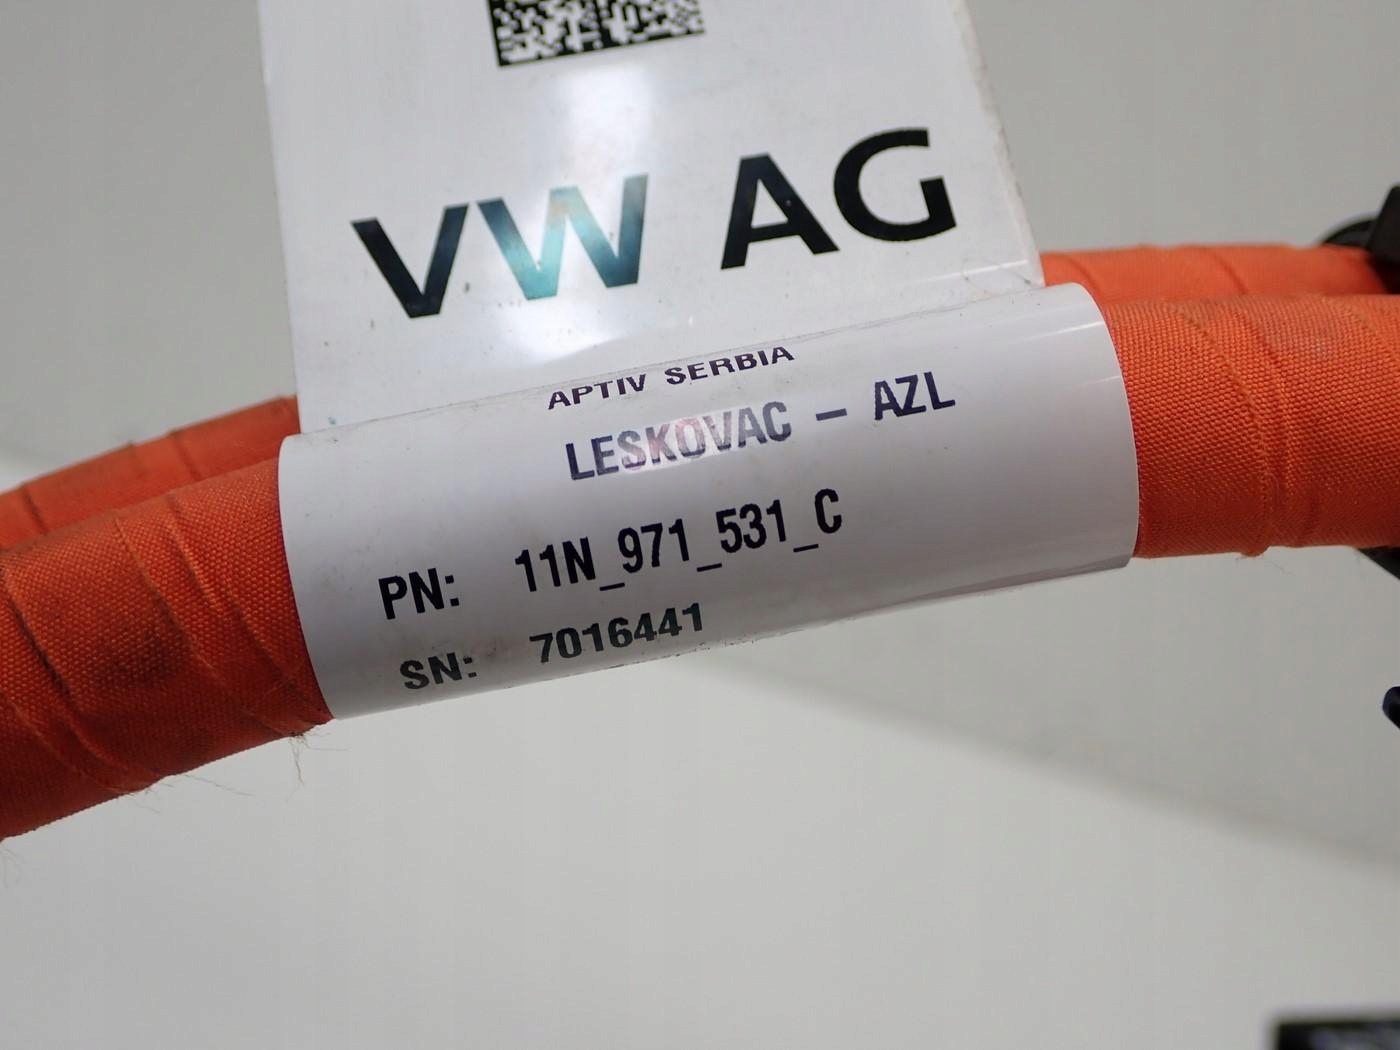 VW AG
APTIV SERBIA
LESKOVAC – AZL
PN: 11N_971_531_C
SN: 7016441